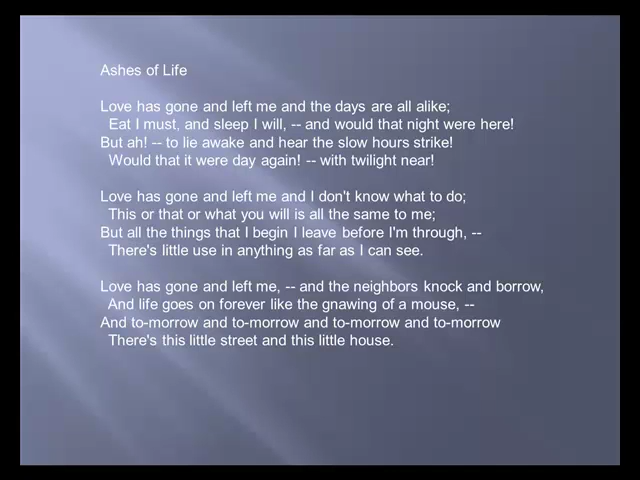 Ashes of Life
Love has gone and left me and the days are all alike;
Eat I must, and sleep I will, -- and would that night were here!
But ah! -- to lie awake and hear the slow hours strike!
Would that it were day again! -- with twilight near!
Love has gone and left me and I don't know what to do;
This or that or what you will is all the same to me;
But all the things that I begin I leave before I'm through, --
There's little use in anything as far as I can see.
Love has gone and left me, -- and the neighbors knock and borrow,
And life goes on forever like the gnawing of a mouse, --
And to-morrow and to-morrow and to-morrow and to-morrow
There's this little street and this little house.